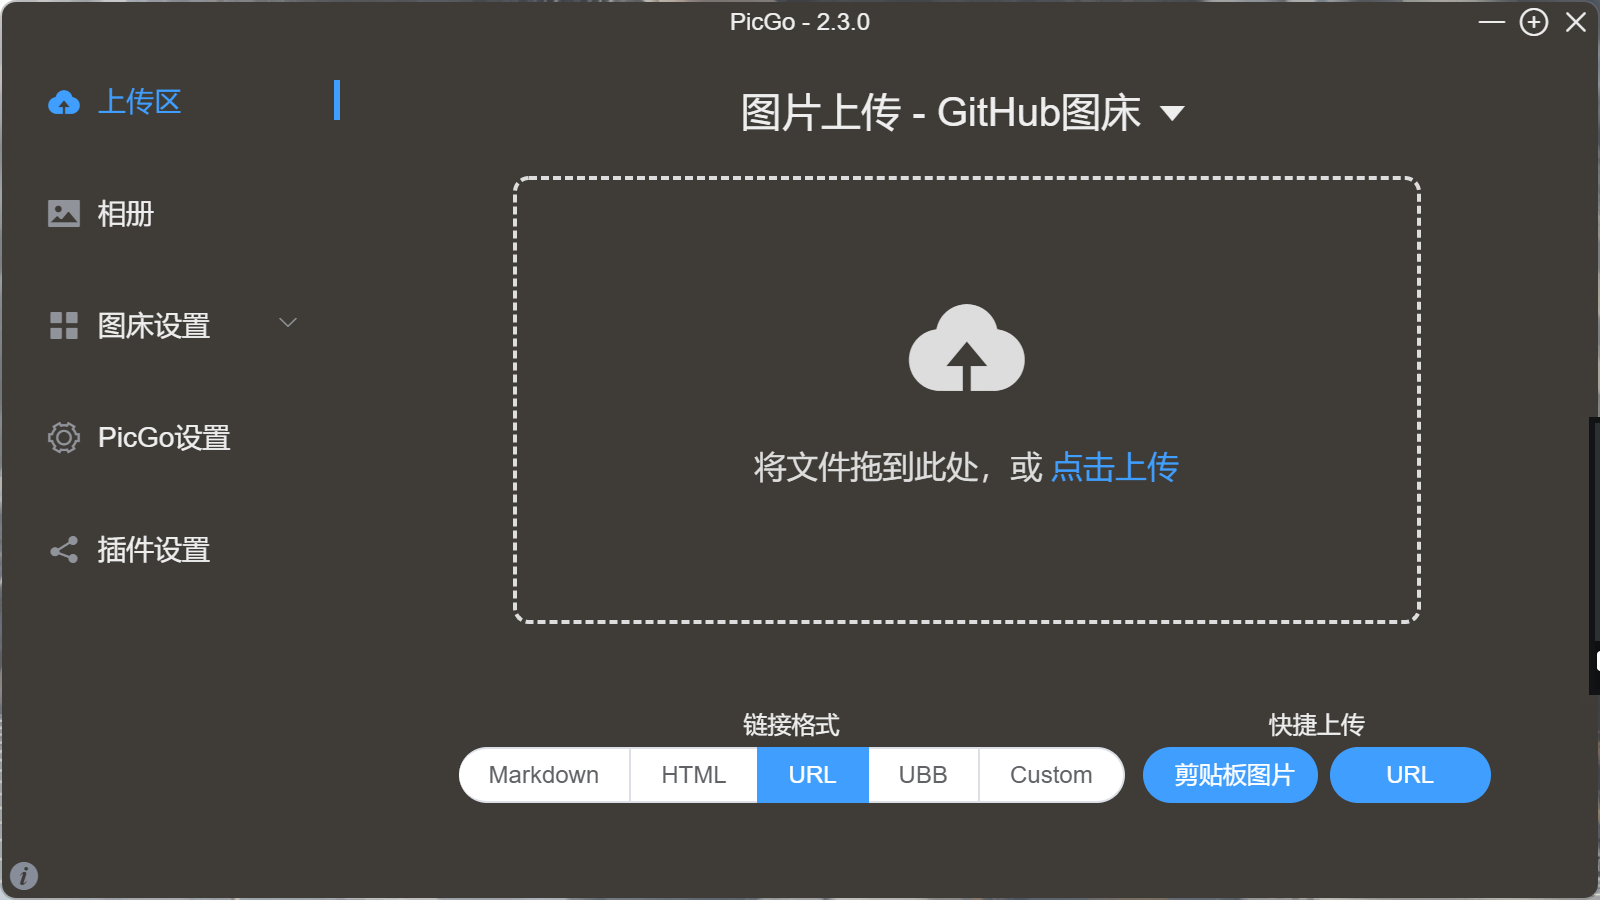 PicGo - 2.3.0
上传区
相册
图床设置
PicGo设置
插件设置
图片上传 - GitHub图床
将文件拖到此处，或 点击上传
链接格式
Markdown HTML URL UBB Custom
快捷上传
剪贴板图片 URL
i